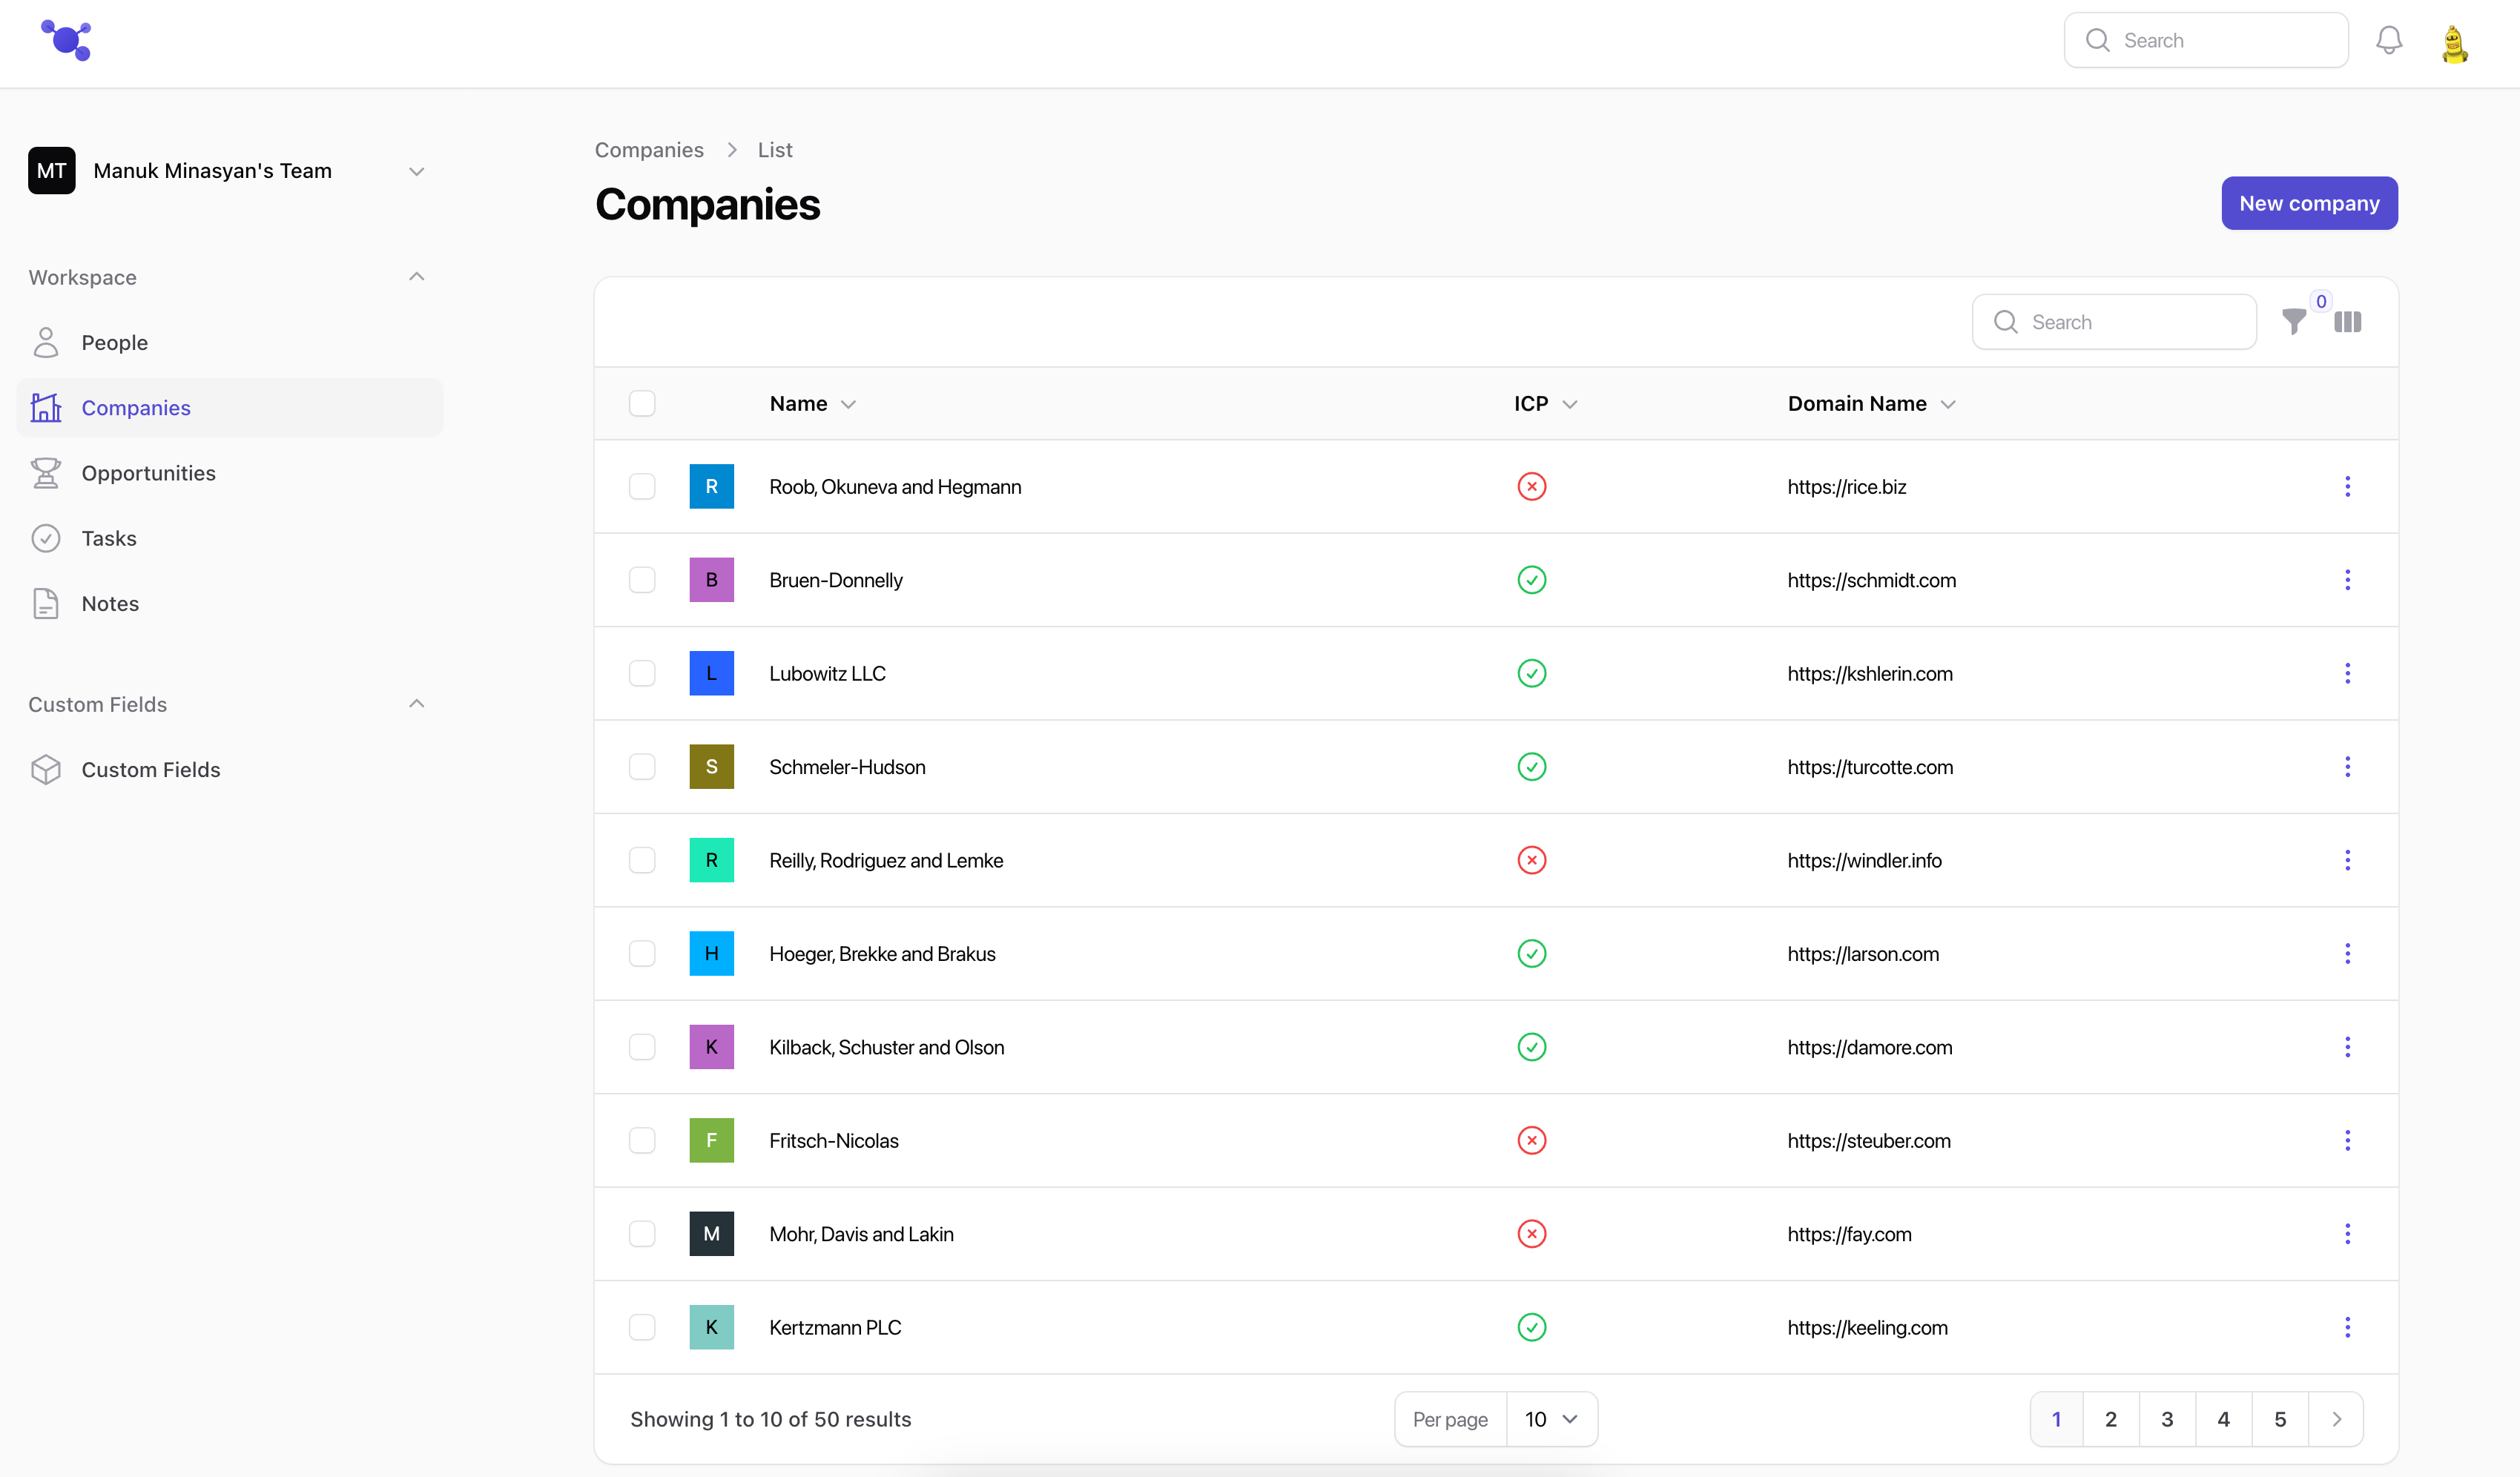 Search
MT Manuk Minasyan's Team
Workspace
People
Companies
Opportunities
Tasks
Notes
Custom Fields
Custom Fields
Companies List
Companies
New company
Search
0
Name ICP Domain Name
R Roob, Okuneva and Hegmann https://rice.biz
B Bruen-Donnelly https://schmidt.com
L Lubowitz LLC https://kshlerin.com
S Schmeler-Hudson https://turcotte.com
R Reilly, Rodriguez and Lemke https://windler.info
H Hoeger, Brekke and Brakus https://larson.com
K Kilback, Schuster and Olson https://damore.com
F Fritsch-Nicolas https://steuber.com
M Mohr, Davis and Lakin https://fay.com
K Kertzmann PLC https://keeling.com
Showing 1 to 10 of 50 results Per page 10 1 2 3 4 5